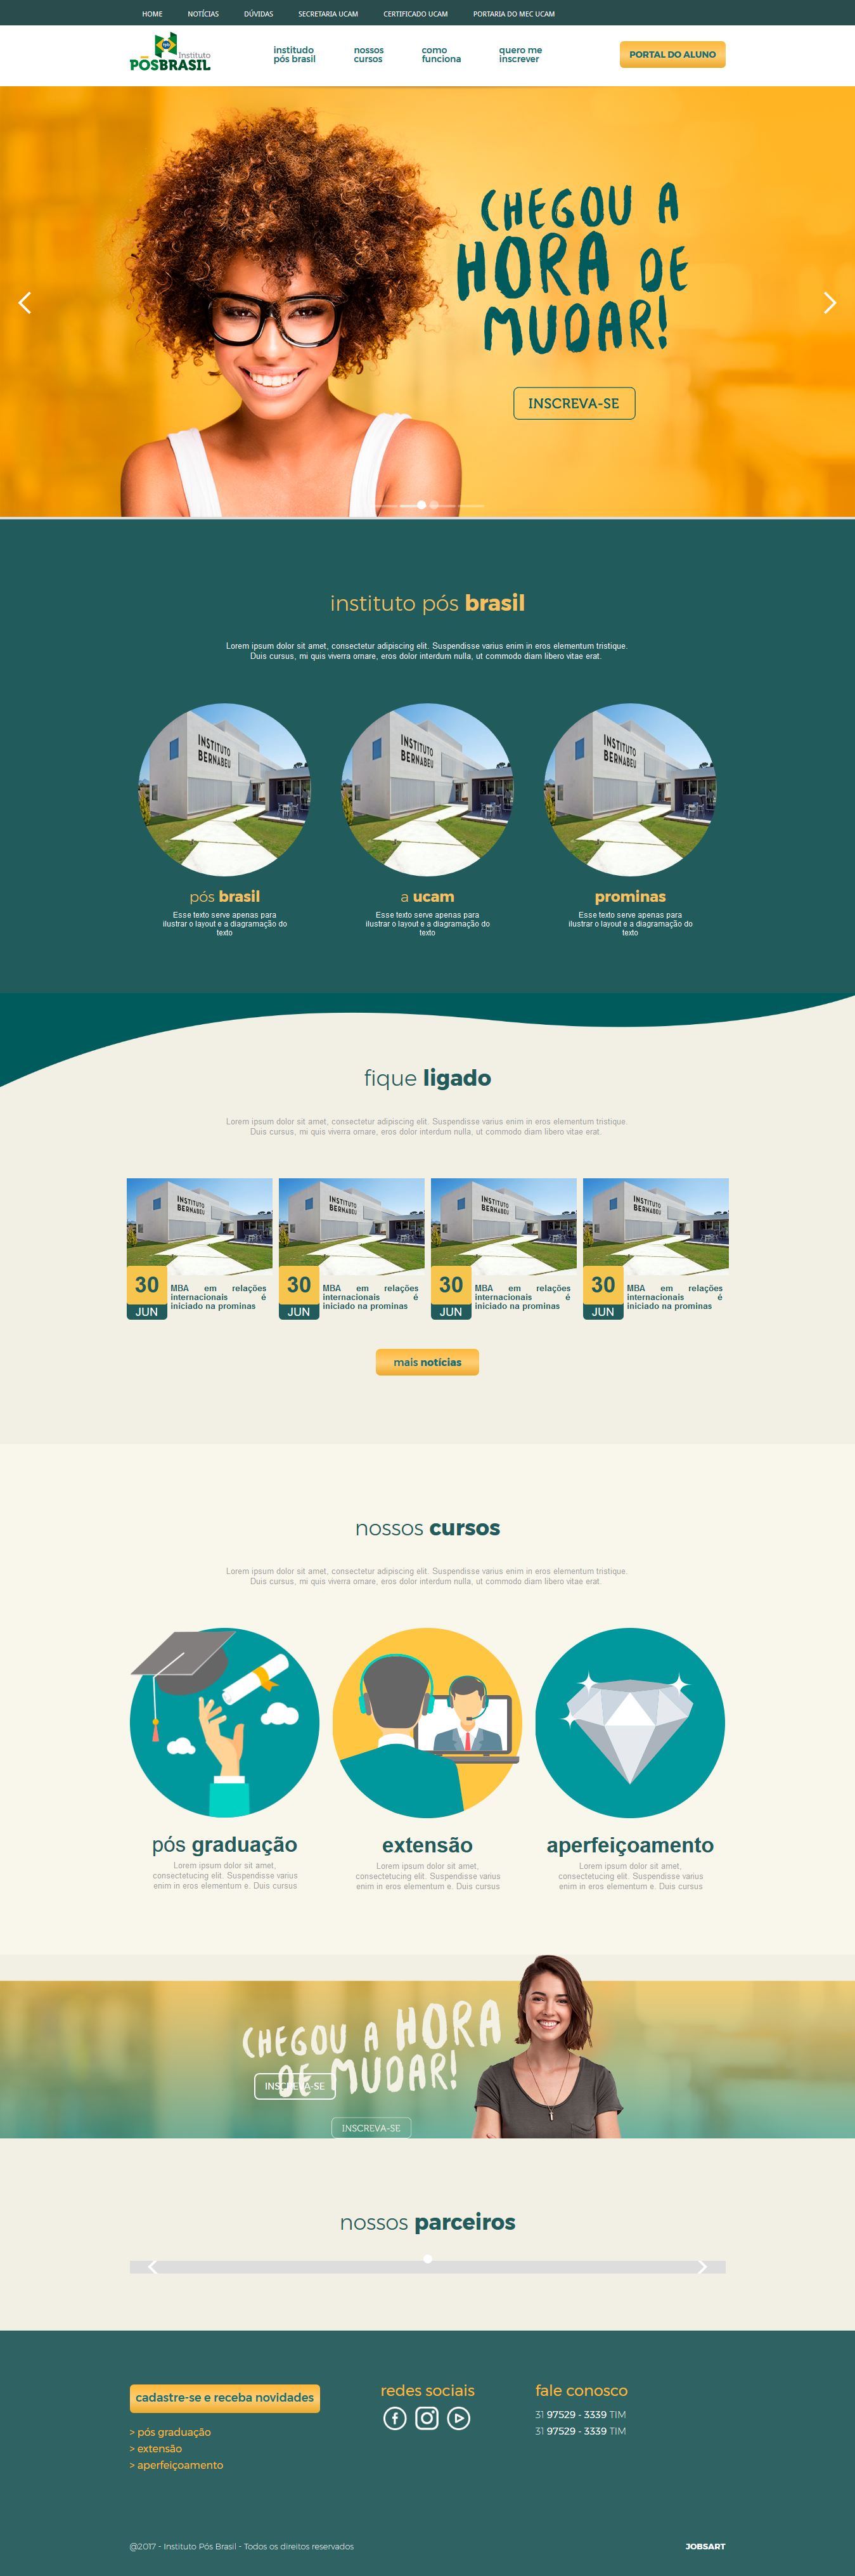 HOME NOTÍCIAS DÚVIDAS SECRETARIA UCAM CERTIFICADO UCAM PORTARIA DO MEC UCAM
Instituto
PÓSBRASIL
institudo
pós brasil
nossos
cursos
como
funciona
quero me
inscrever
PORTAL DO ALUNO
CHEGOU A
HORA DE
MUDAR!
INSCREVA-SE
instituto pós brasil
Lorem ipsum dolor sit amet, consectetur adipiscing elit. Suspendisse varius enim in eros elementum tristique.
Duis cursus, mi quis viverra ornare, eros dolor interdum nulla, ut commodo diam libero vitae erat.
INSTITUTO
BERNABEU
INSTITUTO
BERNABEU
INSTITUTO
BERNABEU
pós brasil
Esse texto serve apenas para
ilustrar o layout e a diagramação do
texto
a ucam
Esse texto serve apenas para
ilustrar o layout e a diagramação do
texto
prominas
Esse texto serve apenas para
ilustrar o layout e a diagramação do
texto
fique ligado
Lorem ipsum dolor sit amet, consectetur adipiscing elit. Suspendisse varius enim in eros elementum tristique.
Duis cursus, mi quis viverra ornare, eros dolor interdum nulla, ut commodo diam libero vitae erat.
INSTITUTO
BERNABEU
30
JUN
MBA em relações
internacionais é
iniciado na prominas
INSTITUTO
BERNABEU
30
JUN
MBA em relações
internacionais é
iniciado na prominas
INSTITUTO
BERNABEU
30
JUN
MBA em relações
internacionais é
iniciado na prominas
INSTITUTO
BERNABEU
30
JUN
MBA em relações
internacionais é
iniciado na prominas
mais notícias
nossos cursos
Lorem ipsum dolor sit amet, consectetur adipiscing elit. Suspendisse varius enim in eros elementum tristique.
Duis cursus, mi quis viverra ornare, eros dolor interdum nulla, ut commodo diam libero vitae erat.
pós graduação
Lorem ipsum dolor sit amet,
consectetucing elit. Suspendisse varius
enim in eros elementum e. Duis cursus
extensão
Lorem ipsum dolor sit amet,
consectetucing elit. Suspendisse varius
enim in eros elementum e. Duis cursus
aperfeiçoamento
Lorem ipsum dolor sit amet,
consectetucing elit. Suspendisse varius
enim in eros elementum e. Duis cursus
CHEGOU A HORA
DE MUDAR!
INSCREVA-SE
INSCREVA-SE
nossos parceiros
cadastre-se e receba novidades
> pós graduação
> extensão
> aperfeiçoamento
redes sociais
fale conosco
31 97529 - 3339 TIM
31 97529 - 3339 TIM
@2017 - Instituto Pós Brasil - Todos os direitos reservados
JOBSART